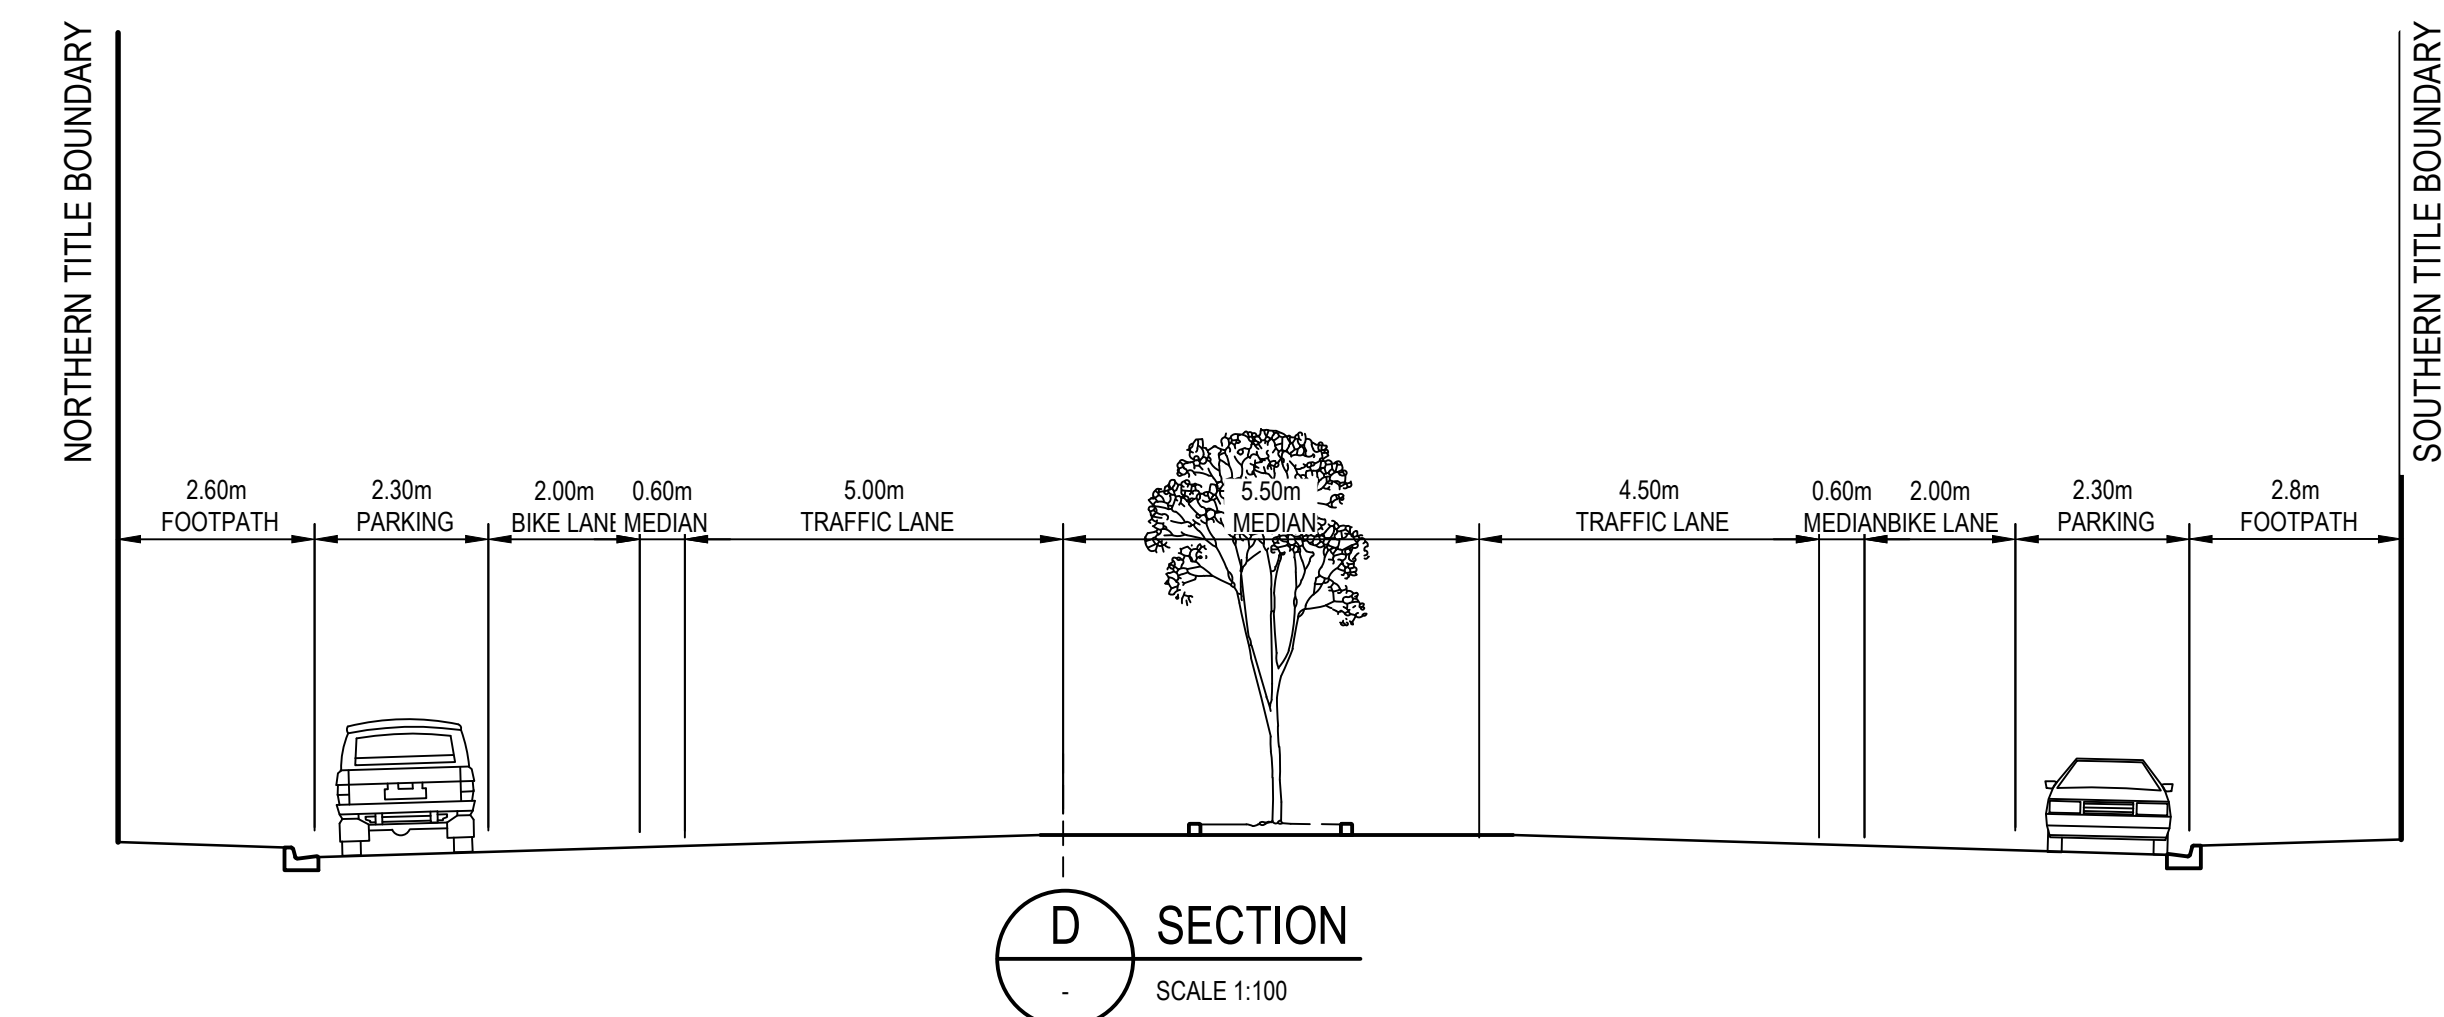 NORTHERN TITLE BOUNDARY
SOUTHERN TITLE BOUNDARY
2.60m
FOOTPATH
2.30m
PARKING
2.00m
BIKE LANE
0.60m
MEDIAN
5.00m
TRAFFIC LANE
5.50m
MEDIAN
4.50m
TRAFFIC LANE
0.60m
MEDIAN
2.00m
BIKE LANE
2.30m
PARKING
2.8m
FOOTPATH
D
-
SECTION
SCALE 1:100